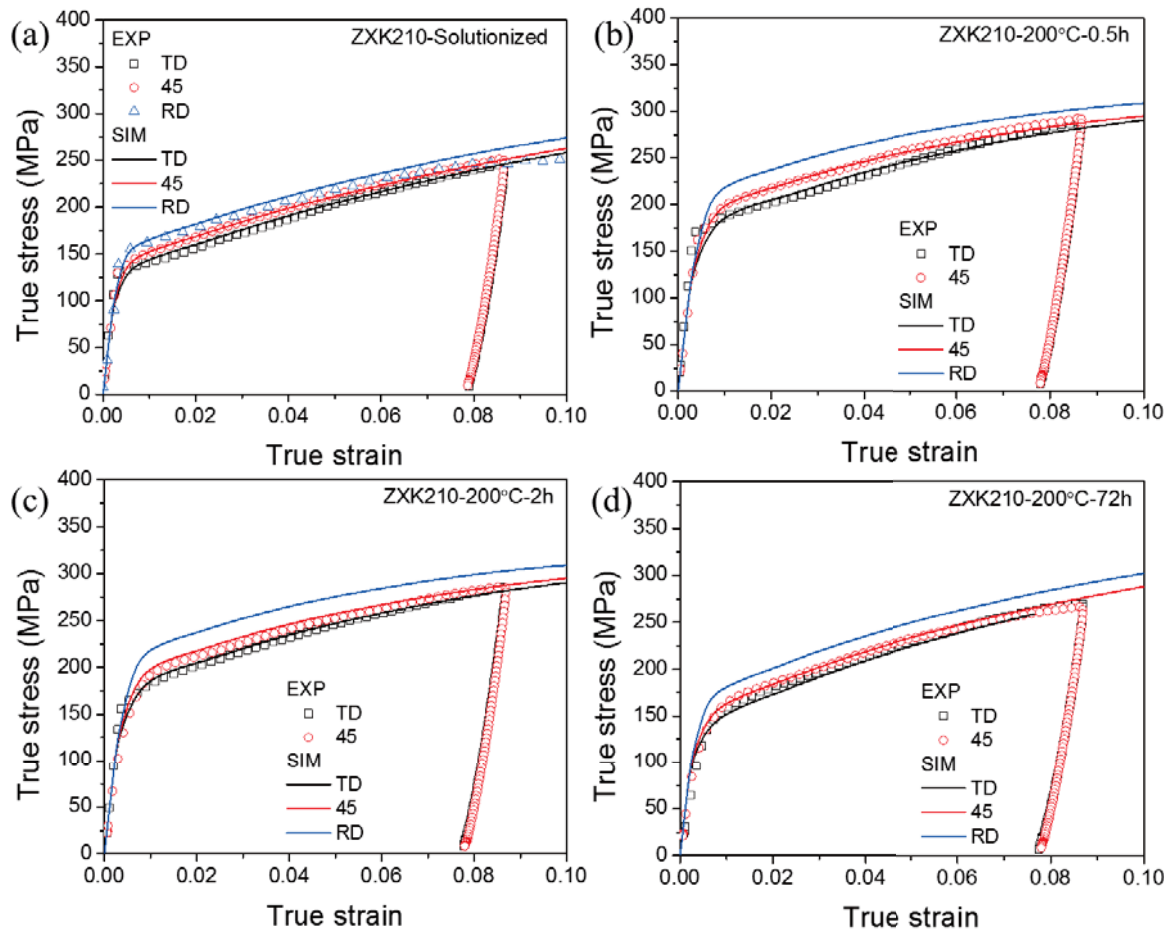 (a)
ZXK210-Solutionized
EXP
TD
45
RD
SIM
TD
45
RD
400
350
300
250
200
150
100
50
0
True stress (MPa)
0.00 0.02 0.04 0.06 0.08 0.10
True strain
(b)
ZXK210-200°C-0.5h
EXP
TD
45
SIM
TD
45
RD
400
350
300
250
200
150
100
50
0
True stress (MPa)
0.00 0.02 0.04 0.06 0.08 0.10
True strain
(c)
ZXK210-200°C-2h
EXP
TD
45
SIM
TD
45
RD
400
350
300
250
200
150
100
50
0
True stress (MPa)
0.00 0.02 0.04 0.06 0.08 0.10
True strain
(d)
ZXK210-200°C-72h
EXP
TD
45
SIM
TD
45
RD
400
350
300
250
200
150
100
50
0
True stress (MPa)
0.00 0.02 0.04 0.06 0.08 0.10
True strain